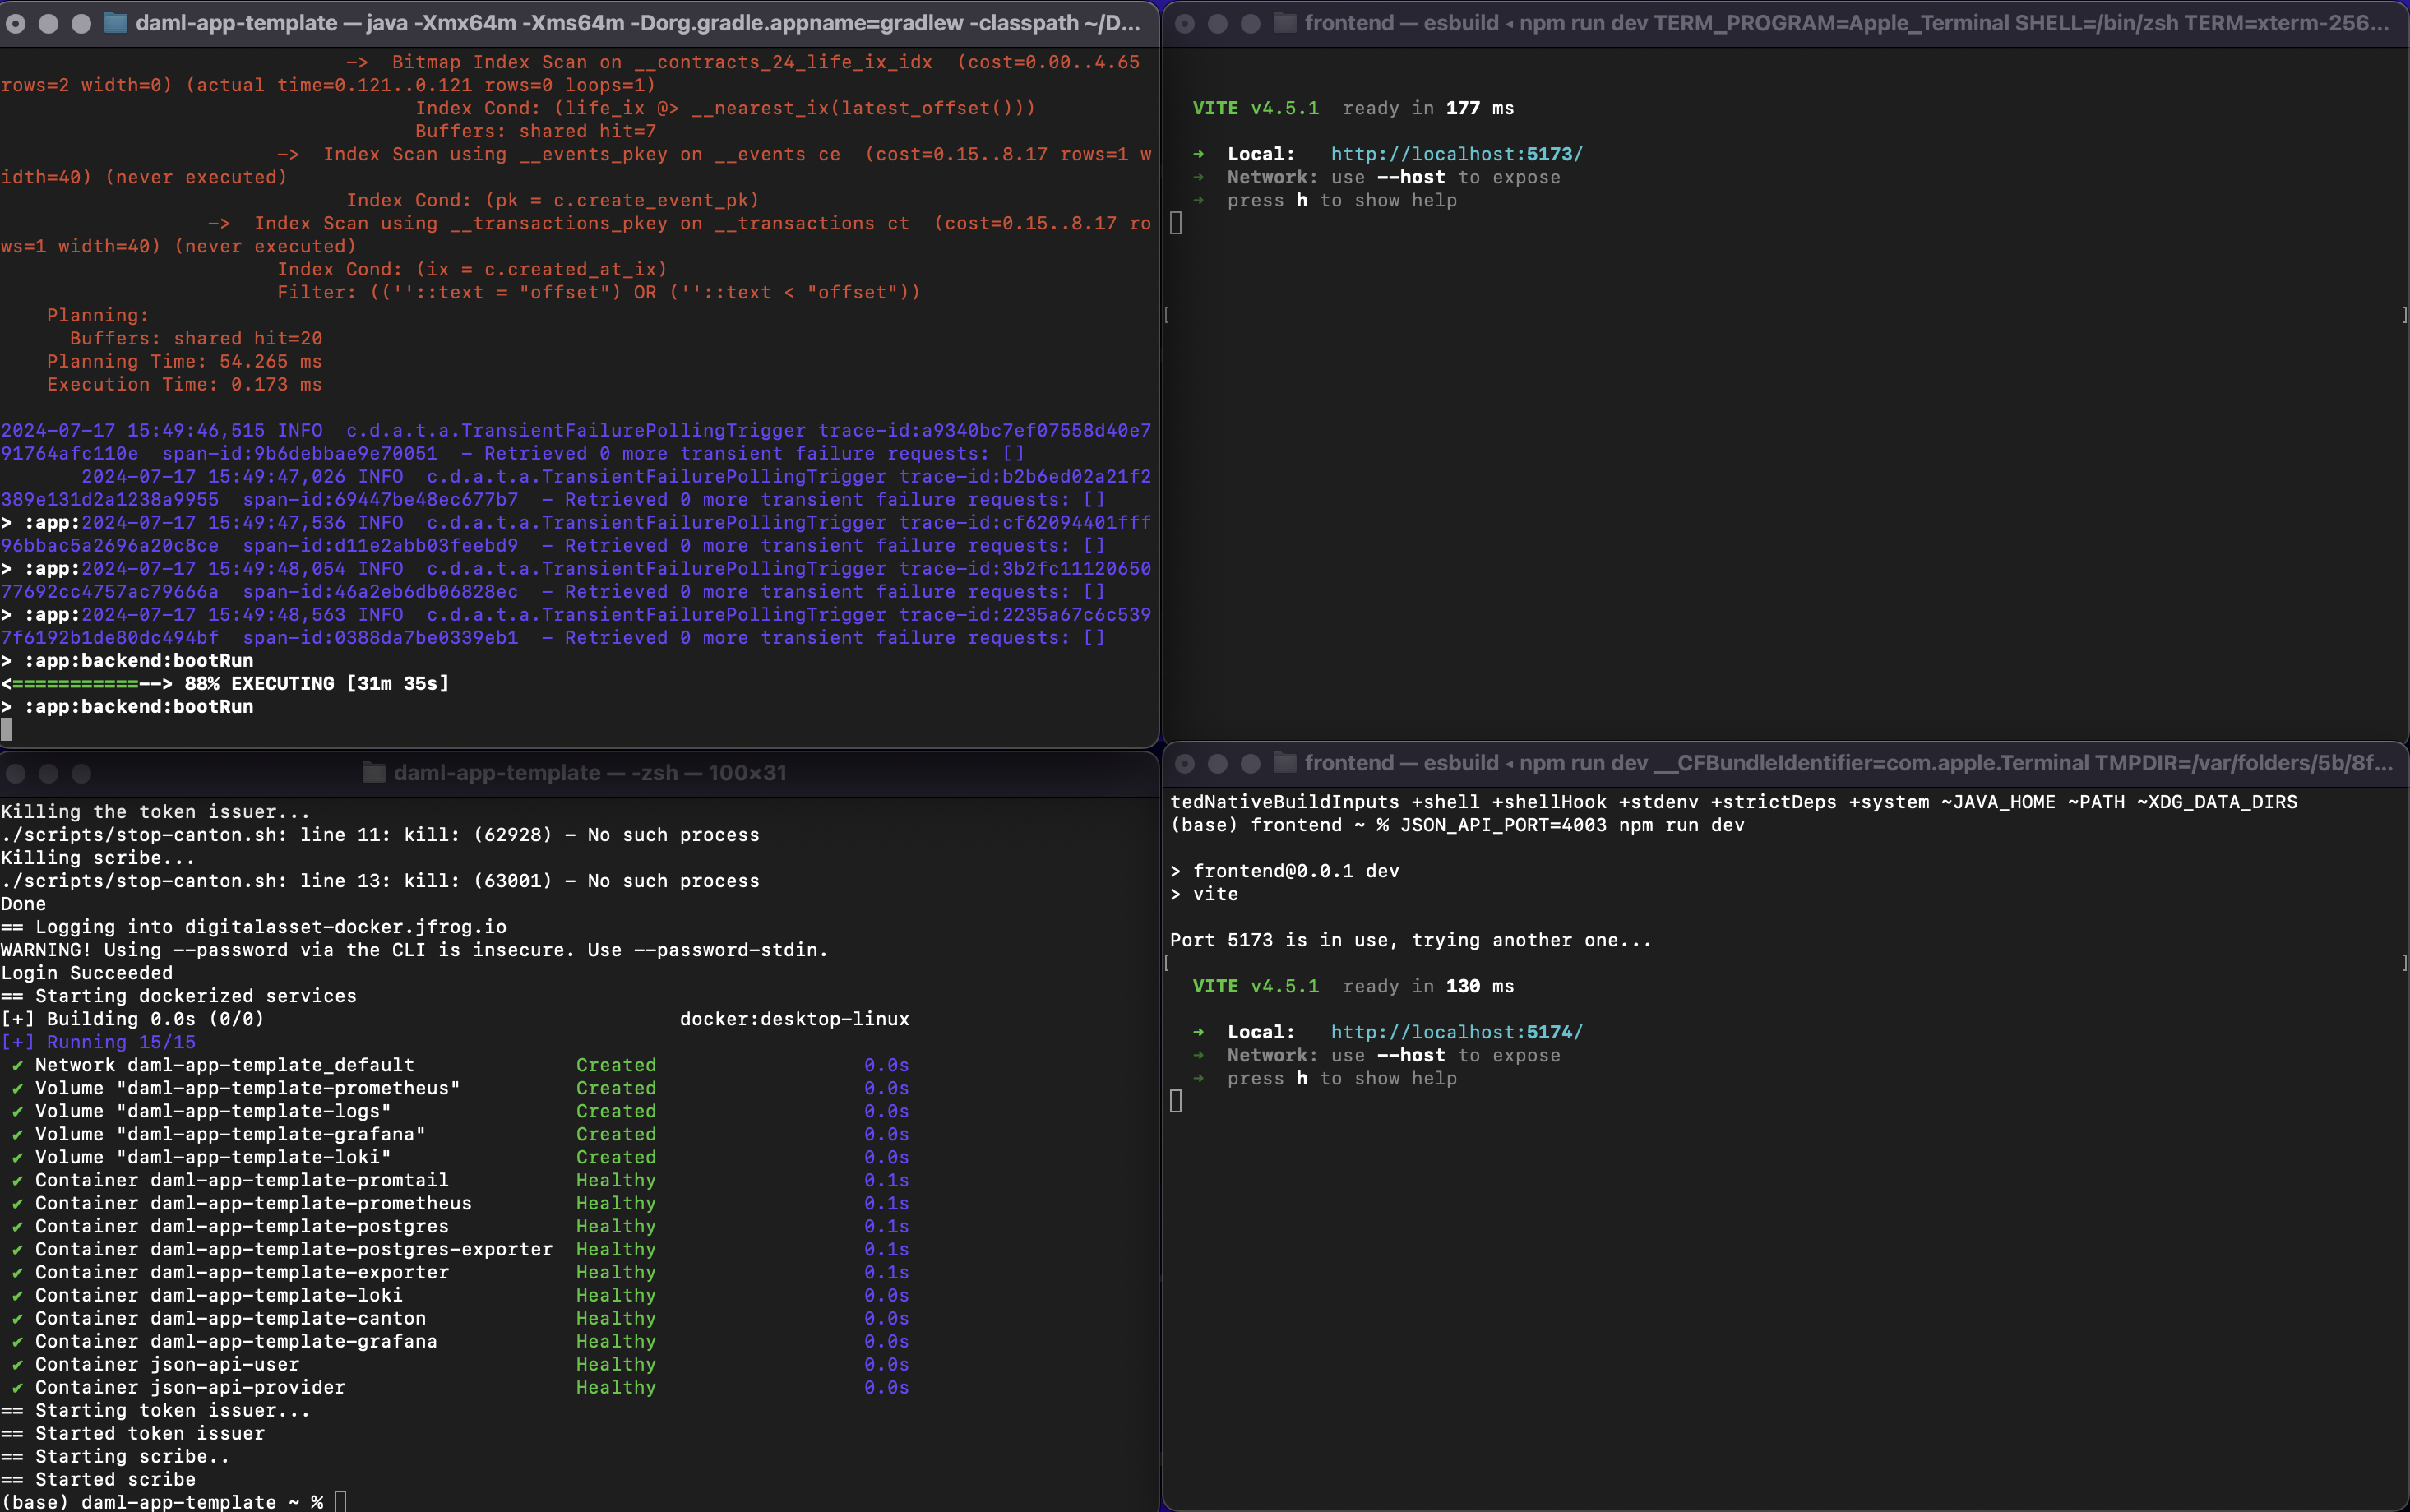 daml-app-template — java -Xmx64m -Xms64m -Dorg.gradle.appname=gradlew -classpath ~/D...
-> Bitmap Index Scan on __contracts_24_life_ix_idx (cost=0.00..4.65
rows=2 width=0) (actual time=0.121..0.121 rows=0 loops=1)
Index Cond: (life_ix @> __nearest_ix(latest_offset()))
Buffers: shared hit=7
-> Index Scan using __events_pkey on __events ce (cost=0.15..8.17 rows=1 w
idth=40) (never executed)
Index Cond: (pk = c.create_event_pk)
-> Index Scan using __transactions_pkey on __transactions ct (cost=0.15..8.17 ro
ws=1 width=40) (never executed)
Index Cond: (ix = c.created_at_ix)
Filter: ((''::text = "offset") OR (''::text < "offset"))
Planning:
Buffers: shared hit=20
Planning Time: 54.265 ms
Execution Time: 0.173 ms
2024-07-17 15:49:46,515 INFO c.d.a.t.a.TransientFailurePollingTrigger trace-id:a9340bc7ef07558d40e7
91764afc110e span-id:9b6debbae9e70051 - Retrieved 0 more transient failure requests: []
2024-07-17 15:49:47,026 INFO c.d.a.t.a.TransientFailurePollingTrigger trace-id:b2b6ed02a21f2
389e131d2a1238a9955 span-id:69447be48ec677b7 - Retrieved 0 more transient failure requests: []
> :app:2024-07-17 15:49:47,536 INFO c.d.a.t.a.TransientFailurePollingTrigger trace-id:cf62094401fff
96bbac5a2696a20c8ce span-id:d11e2abb03feebd9 - Retrieved 0 more transient failure requests: []
> :app:2024-07-17 15:49:48,054 INFO c.d.a.t.a.TransientFailurePollingTrigger trace-id:3b2fc11120650
77692cc4757ac79666a span-id:46a2eb6db06828ec - Retrieved 0 more transient failure requests: []
> :app:2024-07-17 15:49:48,563 INFO c.d.a.t.a.TransientFailurePollingTrigger trace-id:2235a67c6c539
7f6192b1de80dc494bf span-id:0388da7be0339eb1 - Retrieved 0 more transient failure requests: []
> :app:backend:bootRun
<===========--> 88% EXECUTING [31m 35s]
> :app:backend:bootRun
frontend — esbuild ◂ npm run dev TERM_PROGRAM=Apple_Terminal SHELL=/bin/zsh TERM=xterm-256...
VITE v4.5.1 ready in 177 ms
➜ Local: http://localhost:5173/
➜ Network: use --host to expose
➜ press h to show help
[ ]
daml-app-template — -zsh — 100×31
Killing the token issuer...
./scripts/stop-canton.sh: line 11: kill: (62928) - No such process
Killing scribe...
./scripts/stop-canton.sh: line 13: kill: (63001) - No such process
Done
== Logging into digitalasset-docker.jfrog.io
WARNING! Using --password via the CLI is insecure. Use --password-stdin.
Login Succeeded
== Starting dockerized services
[+] Building 0.0s (0/0) docker:desktop-linux
[+] Running 15/15
✔ Network daml-app-template_default Created 0.0s
✔ Volume "daml-app-template-prometheus" Created 0.0s
✔ Volume "daml-app-template-logs" Created 0.0s
✔ Volume "daml-app-template-grafana" Created 0.0s
✔ Volume "daml-app-template-loki" Created 0.0s
✔ Container daml-app-template-promtail Healthy 0.1s
✔ Container daml-app-template-prometheus Healthy 0.1s
✔ Container daml-app-template-postgres Healthy 0.1s
✔ Container daml-app-template-postgres-exporter Healthy 0.1s
✔ Container daml-app-template-exporter Healthy 0.1s
✔ Container daml-app-template-loki Healthy 0.0s
✔ Container daml-app-template-canton Healthy 0.0s
✔ Container daml-app-template-grafana Healthy 0.0s
✔ Container json-api-user Healthy 0.0s
✔ Container json-api-provider Healthy 0.0s
== Starting token issuer...
== Started token issuer
== Starting scribe..
== Started scribe
(base) daml-app-template ~ %
frontend — esbuild ◂ npm run dev __CFBundleIdentifier=com.apple.Terminal TMPDIR=/var/folders/5b/8f...
tedNativeBuildInputs +shell +shellHook +stdenv +strictDeps +system ~JAVA_HOME ~PATH ~XDG_DATA_DIRS
(base) frontend ~ % JSON_API_PORT=4003 npm run dev
> frontend@0.0.1 dev
> vite
Port 5173 is in use, trying another one...
[ ]
VITE v4.5.1 ready in 130 ms
➜ Local: http://localhost:5174/
➜ Network: use --host to expose
➜ press h to show help